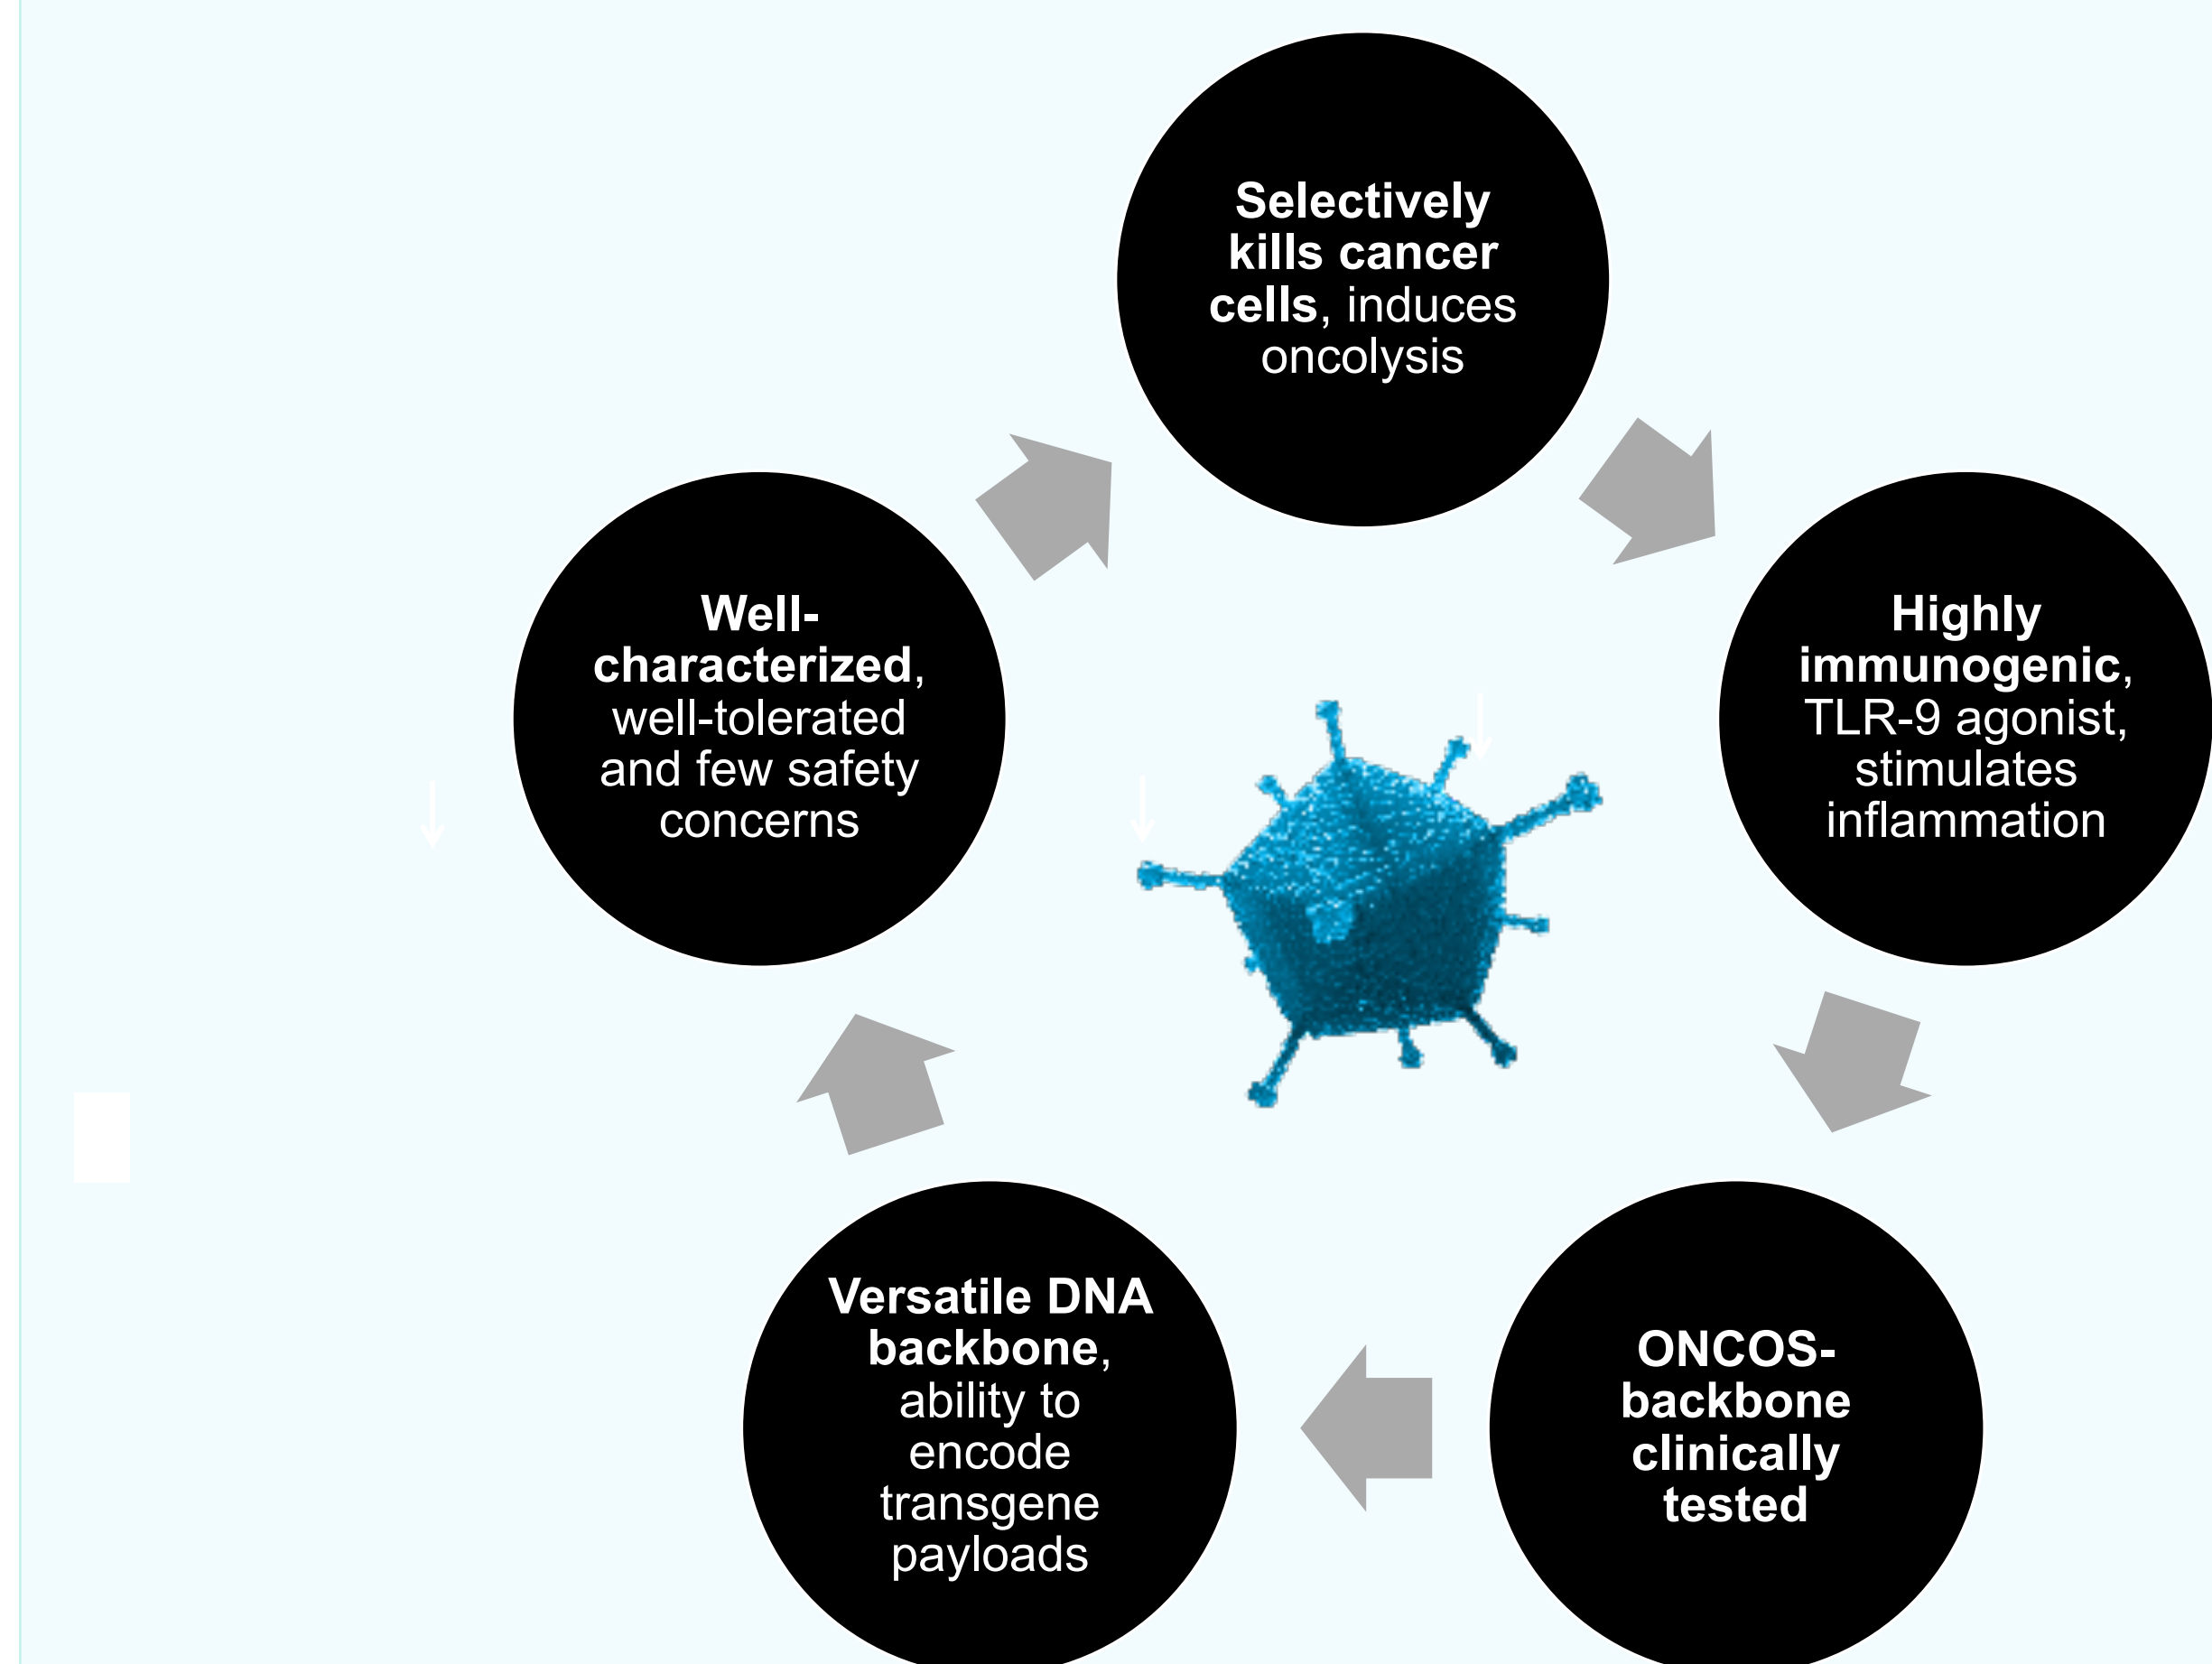 Selectively
kills cancer
cells, induces
oncolysis
Highly
immunogenic,
TLR-9 agonist,
stimulates
inflammation
ONCOS-
backbone
clinically
tested
Versatile DNA
backbone,
ability to
encode
transgene
payloads
Well-
characterized,
well-tolerated
and few safety
concerns